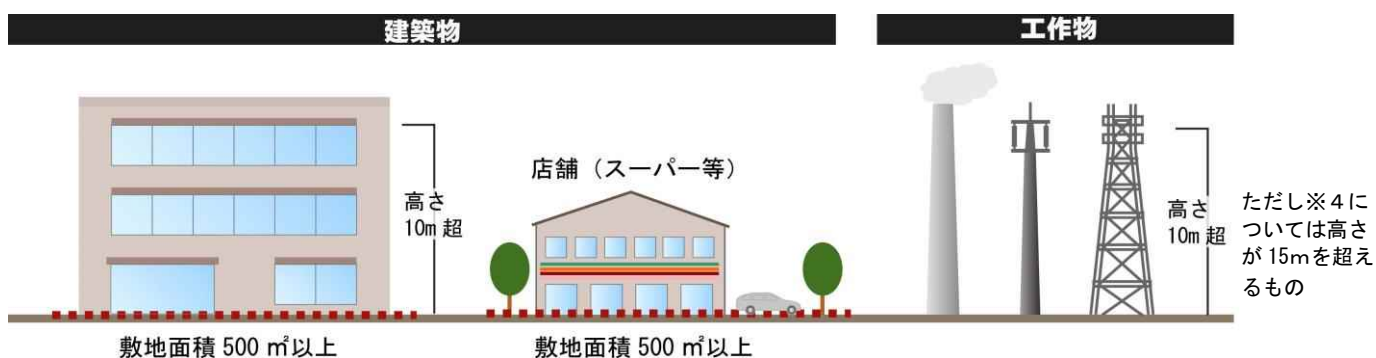 建築物
工作物
店舗（スーパー等）
高さ
10m 超
高さ
10m 超
ただし※４に
ついては高さ
が 15mを超え
るもの
敷地面積 500 ㎡以上
敷地面積 500 ㎡以上